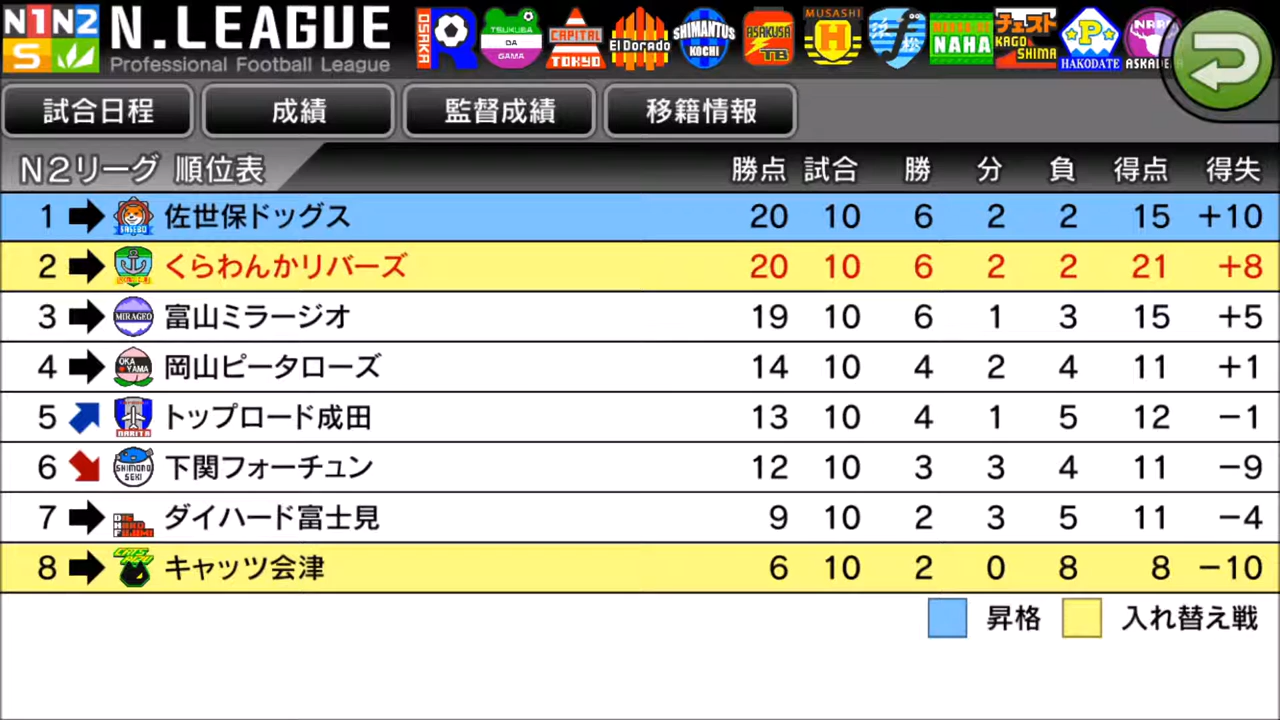 N1 N2 S N.LEAGUE
Professional Football League
OSAKA R TSUKUBA DA GAMA CAPITAL TOKYO El Dorado SHIMANTUS KOCHI ASAKUSA TB MUSASHI H NAHA チェスト KAGO SHIMA P HAKODATE NARA
試合日程 成績 監督成績 移籍情報
N2リーグ 順位表 勝点 試合 勝 分 負 得点 得失
1 SASEBO 佐世保ドッグス 20 10 6 2 2 15 +10
2 くらわんかリバーズ 20 10 6 2 2 21 +8
3 MIRAGEO 富山ミラージオ 19 10 6 1 3 15 +5
4 OKAYAMA 岡山ピータローズ 14 10 4 2 4 11 +1
5 NARITA トップロード成田 13 10 4 1 5 12 −1
6 SHIMONOSEKI 下関フォーチュン 12 10 3 3 4 11 −9
7 ダイハード富士見 9 10 2 3 5 11 −4
8 キャッツ会津 6 10 2 0 8 8 −10
昇格 入れ替え戦